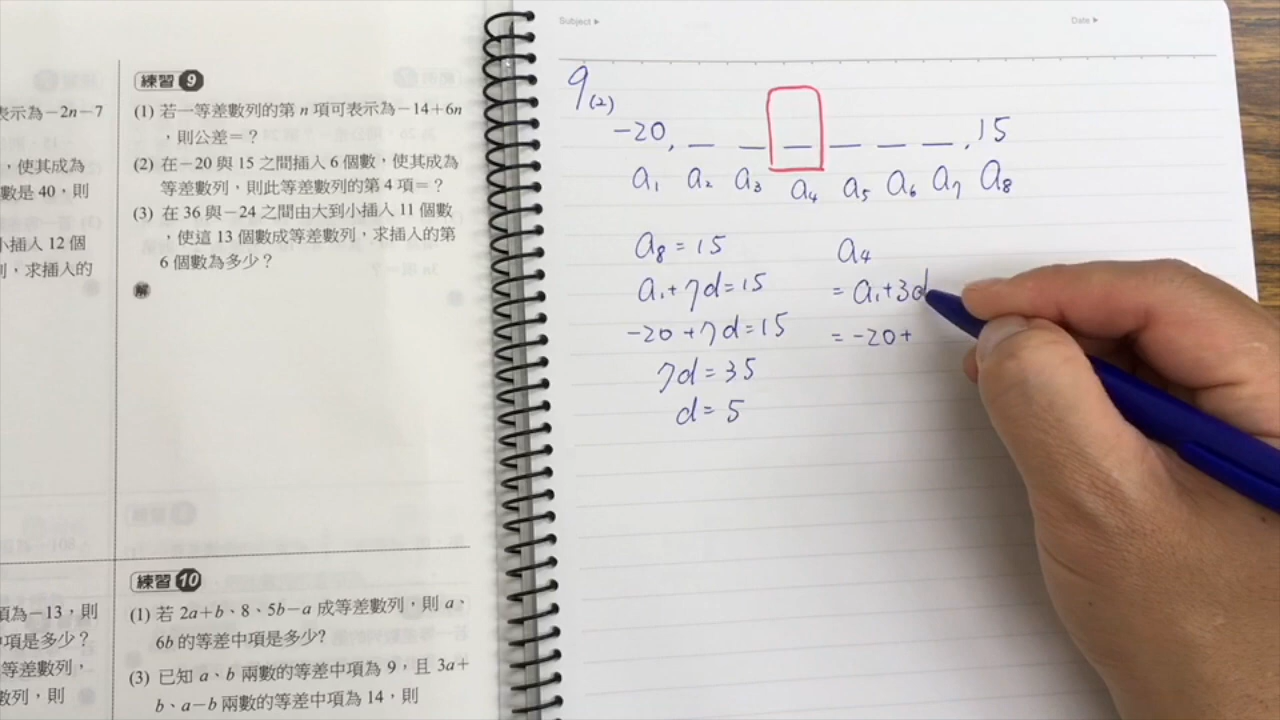 表示為−2n−7
，使其成為
數是 40，則
小插入 12 個
列，求插入的
練習 9
(1) 若一等差數列的第 n 項可表示為−14+6n
，則公差=？
(2) 在−20 與 15 之間插入 6 個數，使其成為
等差數列，則此等差數列的第 4 項=？
(3) 在 36 與−24 之間由大到小插入 11 個數
，使這 13 個數成等差數列，求插入的第
6 個數為多少？
解
項為−13，則
中項是多少？
等差數列，
數列，則
練習 10
(1) 若 2a+b、8、5b−a 成等差數列，則 a、
6b 的等差中項是多少?
(3) 已知 a、b 兩數的等差中項為 9，且 3a+
b、a−b 兩數的等差中項為 14，則
Subject ▶
Date ▶
9(2)
−20, _ _ _ _ _ _, 15
a₁ a₂ a₃ a₄ a₅ a₆ a₇ a₈
a₈ = 15
a₁+7d=15
−20+7d=15
7d=35
d=5
a₄
= a₁+3d
= −20+